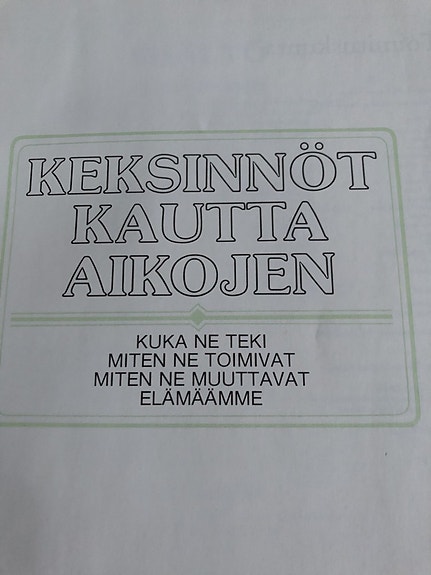 KEKSINNÖT
KAUTTA
AIKOJEN
KUKA NE TEKI
MITEN NE TOIMIVAT
MITEN NE MUUTTAVAT
ELÄMÄÄMME